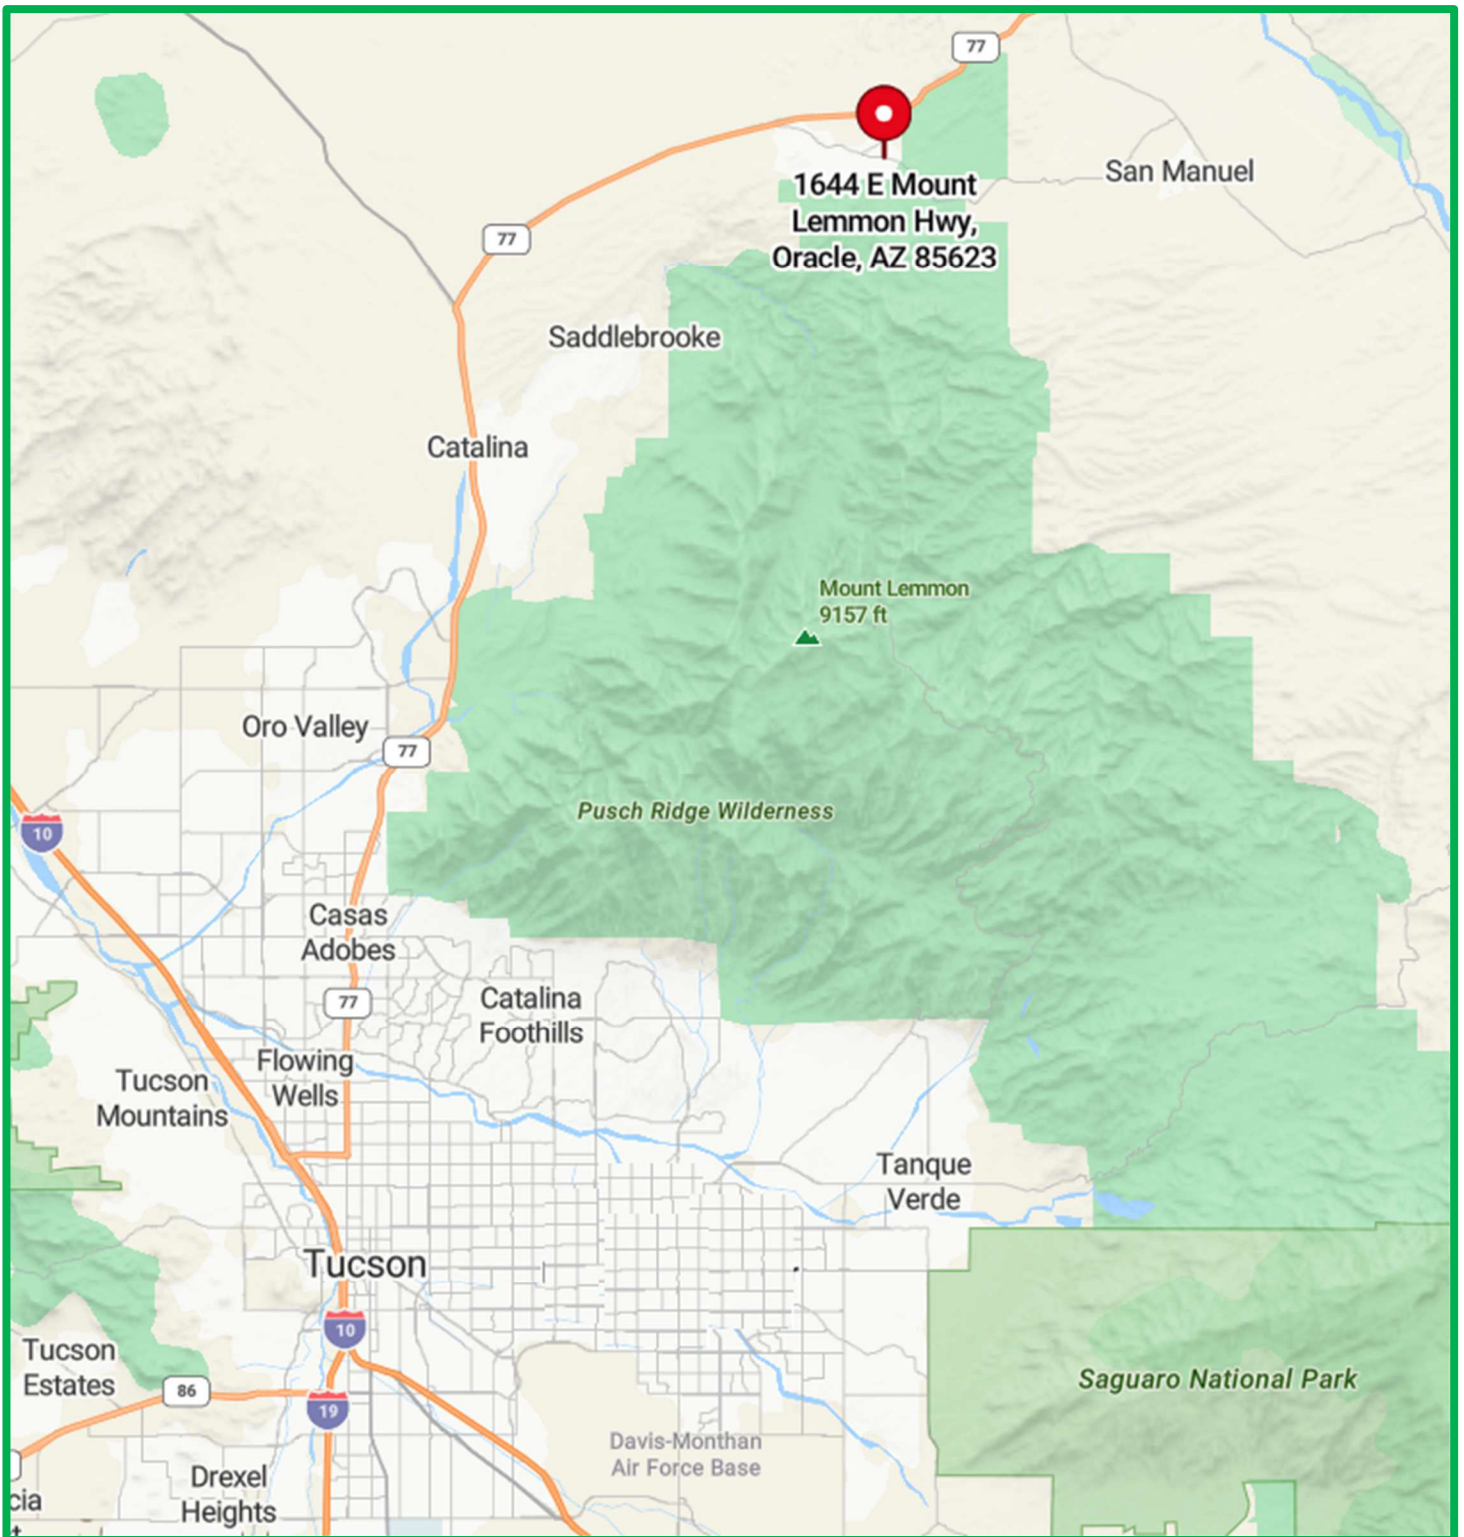 77
1644 E Mount
Lemmon Hwy,
Oracle, AZ 85623
San Manuel
77
Saddlebrooke
Catalina
Mount Lemmon
9157 ft
Oro Valley
77
Pusch Ridge Wilderness
10
Casas
Adobes
77
Catalina
Foothills
Flowing
Wells
Tucson
Mountains
Tanque
Verde
Tucson
10
Tucson
Estates
86
19
Saguaro National Park
Davis-Monthan
Air Force Base
Drexel
Heights
cia